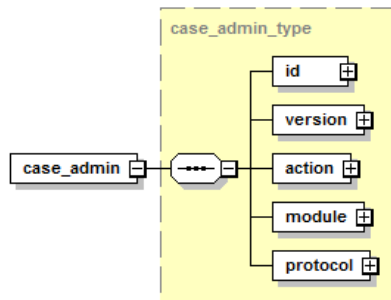 case_admin_type
id
version
case_admin
action
module
protocol